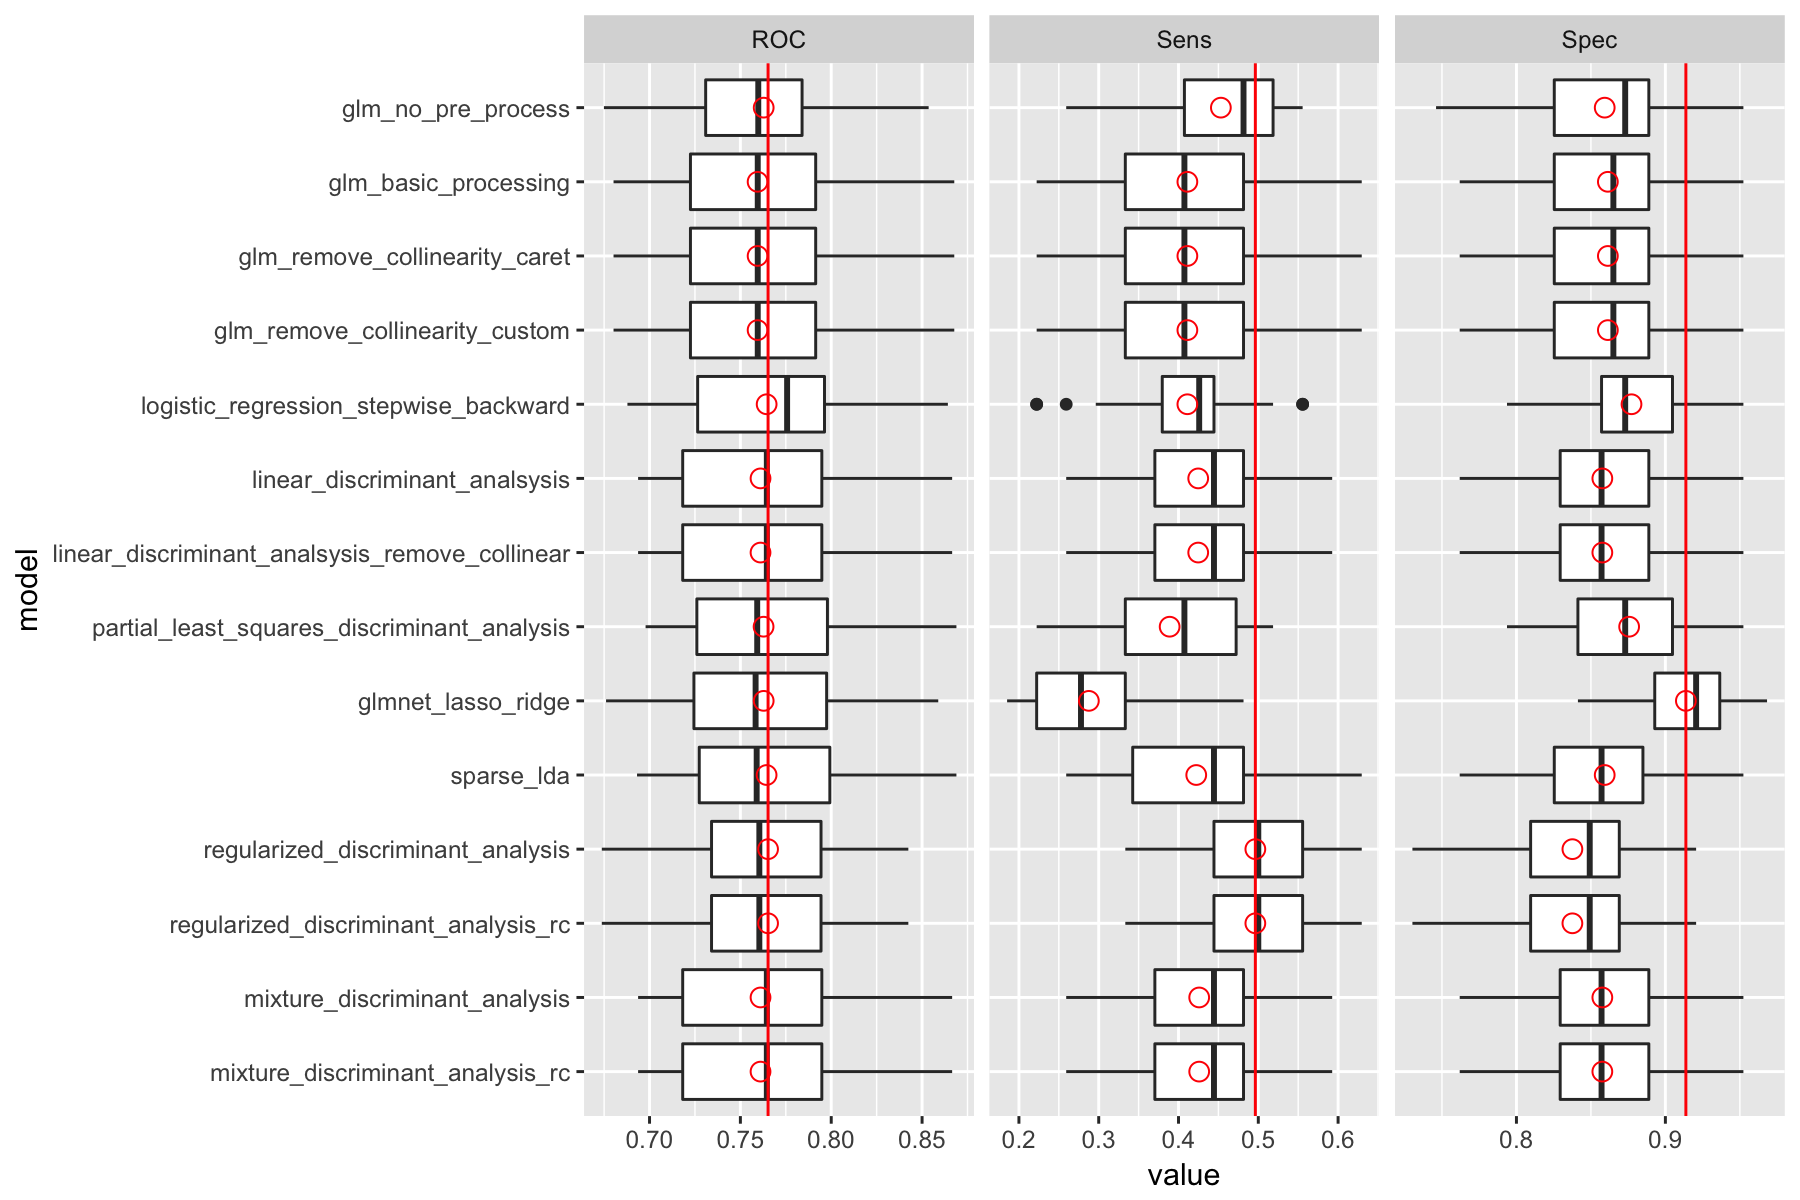 ROC Sens Spec
glm_no_pre_process
glm_basic_processing
glm_remove_collinearity_caret
glm_remove_collinearity_custom
logistic_regression_stepwise_backward
linear_discriminant_analsysis
linear_discriminant_analsysis_remove_collinear
partial_least_squares_discriminant_analysis
glmnet_lasso_ridge
sparse_lda
regularized_discriminant_analysis
regularized_discriminant_analysis_rc
mixture_discriminant_analysis
mixture_discriminant_analysis_rc
model
0.70 0.75 0.80 0.85 0.2 0.3 0.4 0.5 0.6 0.8 0.9
value